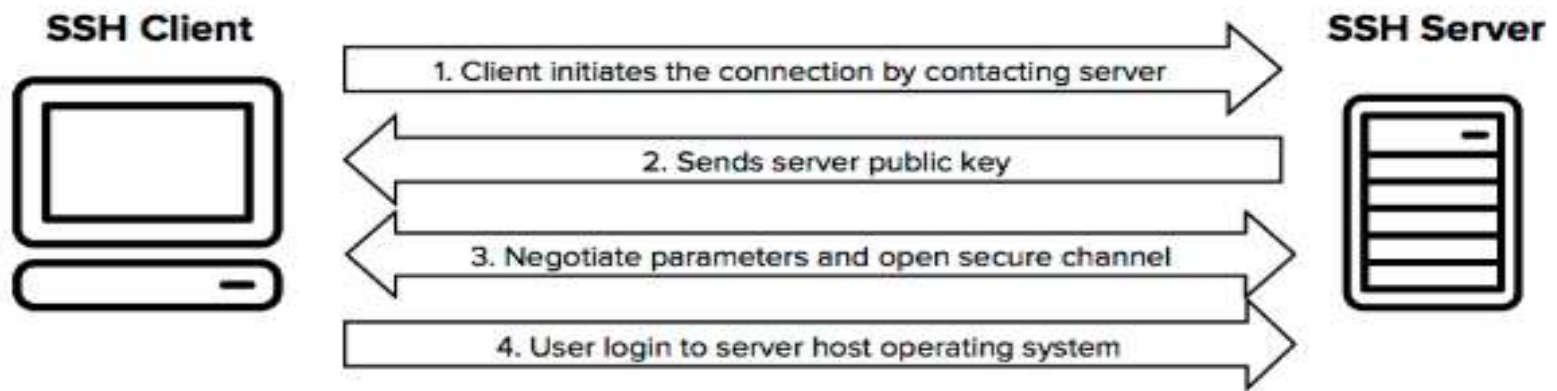 SSH Client
SSH Server
1. Client initiates the connection by contacting server
2. Sends server public key
3. Negotiate parameters and open secure channel
4. User login to server host operating system